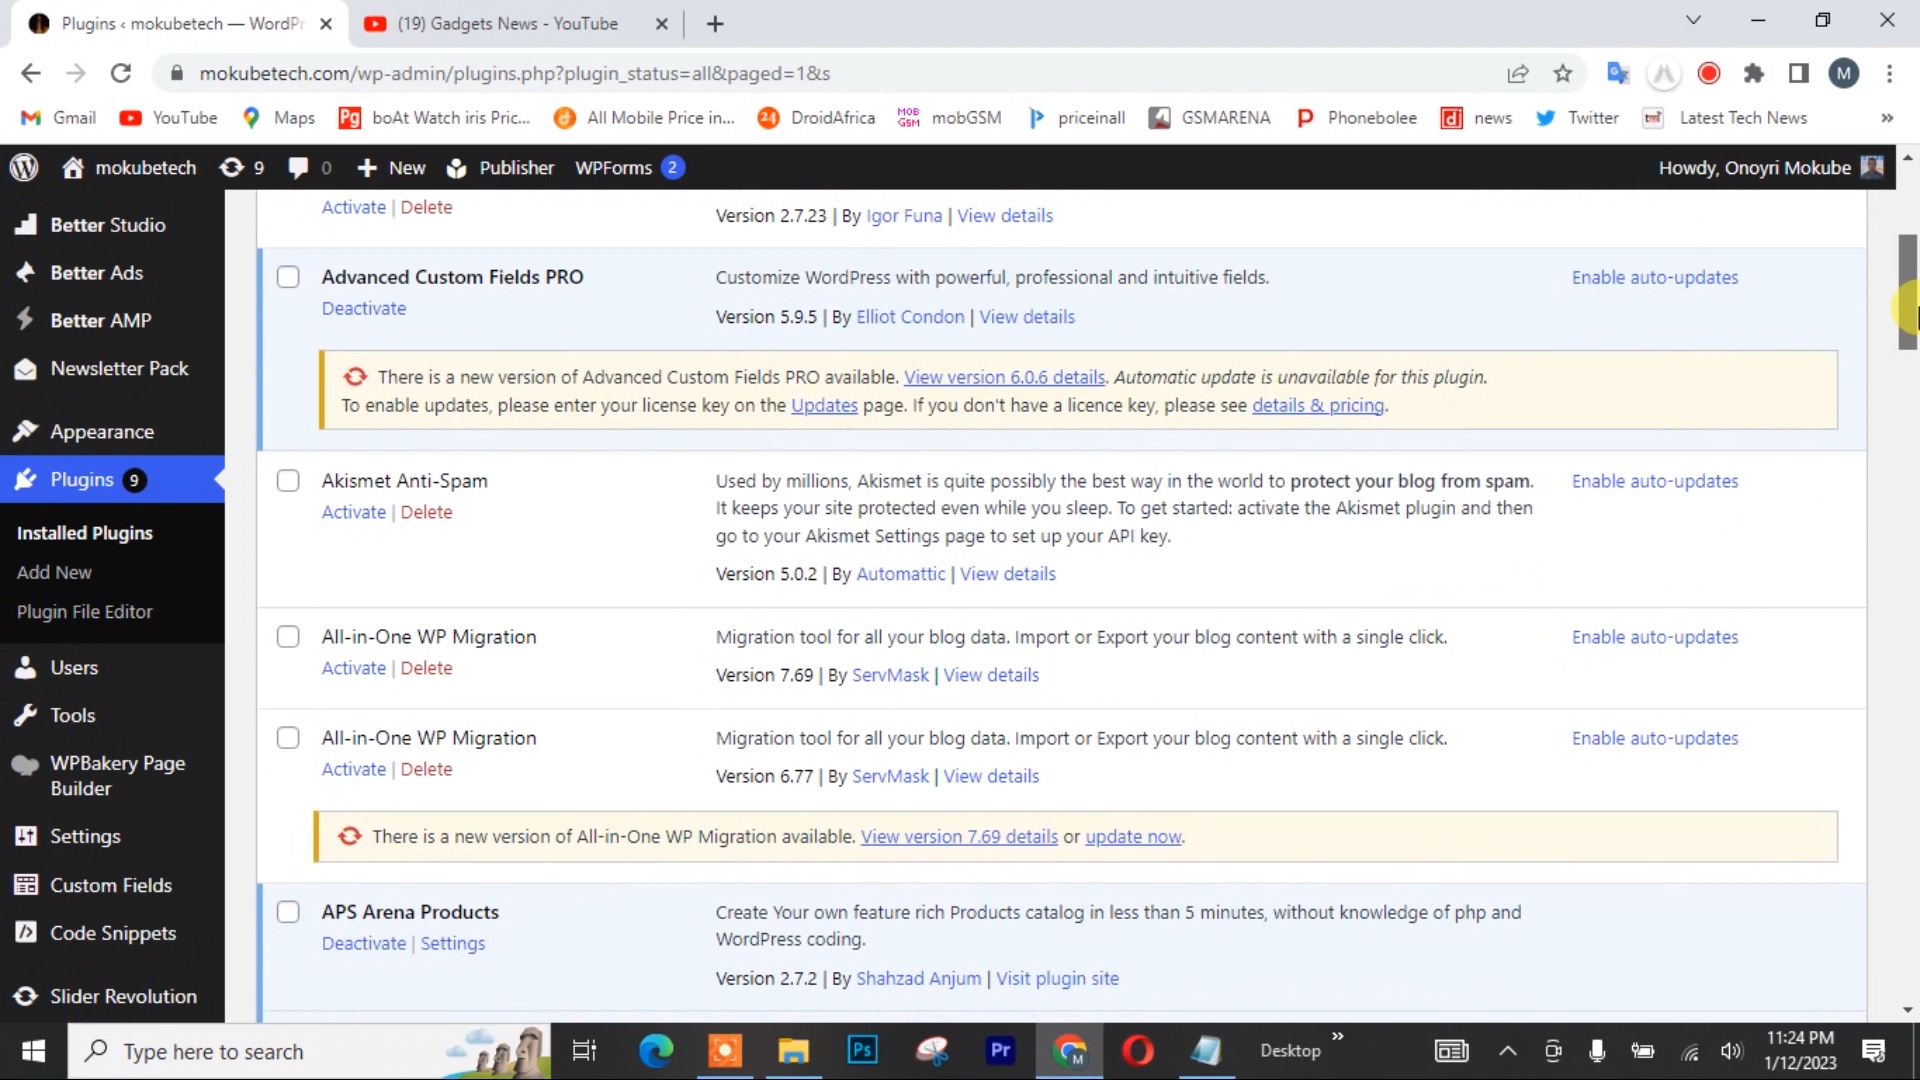 Plugins ‹ mokubetech — WordPr
(19) Gadgets News - YouTube
mokubetech.com/wp-admin/plugins.php?plugin_status=all&paged=1&s
M
Gmail
YouTube
Maps
Pg boAt Watch iris Pric...
All Mobile Price in...
24 DroidAfrica
MOB GSM mobGSM
priceinall
GSMARENA
Phonebolee
news
Twitter
Latest Tech News
»
mokubetech
9
0
New
Publisher
WPForms 2
Howdy, Onoyri Mokube
Better Studio
Better Ads
Better AMP
Newsletter Pack
Appearance
Plugins 9
Installed Plugins
Add New
Plugin File Editor
Users
Tools
WPBakery Page
Builder
Settings
Custom Fields
Code Snippets
Slider Revolution
Activate | Delete
Version 2.7.23 | By Igor Funa | View details
Advanced Custom Fields PRO
Deactivate
Customize WordPress with powerful, professional and intuitive fields.
Version 5.9.5 | By Elliot Condon | View details
Enable auto-updates
There is a new version of Advanced Custom Fields PRO available. View version 6.0.6 details. Automatic update is unavailable for this plugin.
To enable updates, please enter your license key on the Updates page. If you don't have a licence key, please see details & pricing.
Akismet Anti-Spam
Activate | Delete
Used by millions, Akismet is quite possibly the best way in the world to protect your blog from spam.
It keeps your site protected even while you sleep. To get started: activate the Akismet plugin and then
go to your Akismet Settings page to set up your API key.
Version 5.0.2 | By Automattic | View details
Enable auto-updates
All-in-One WP Migration
Activate | Delete
Migration tool for all your blog data. Import or Export your blog content with a single click.
Version 7.69 | By ServMask | View details
Enable auto-updates
All-in-One WP Migration
Activate | Delete
Migration tool for all your blog data. Import or Export your blog content with a single click.
Version 6.77 | By ServMask | View details
Enable auto-updates
There is a new version of All-in-One WP Migration available. View version 7.69 details or update now.
APS Arena Products
Deactivate | Settings
Create Your own feature rich Products catalog in less than 5 minutes, without knowledge of php and
WordPress coding.
Version 2.7.2 | By Shahzad Anjum | Visit plugin site
Type here to search
Ps
Pr
M
Desktop
»
11:24 PM
1/12/2023